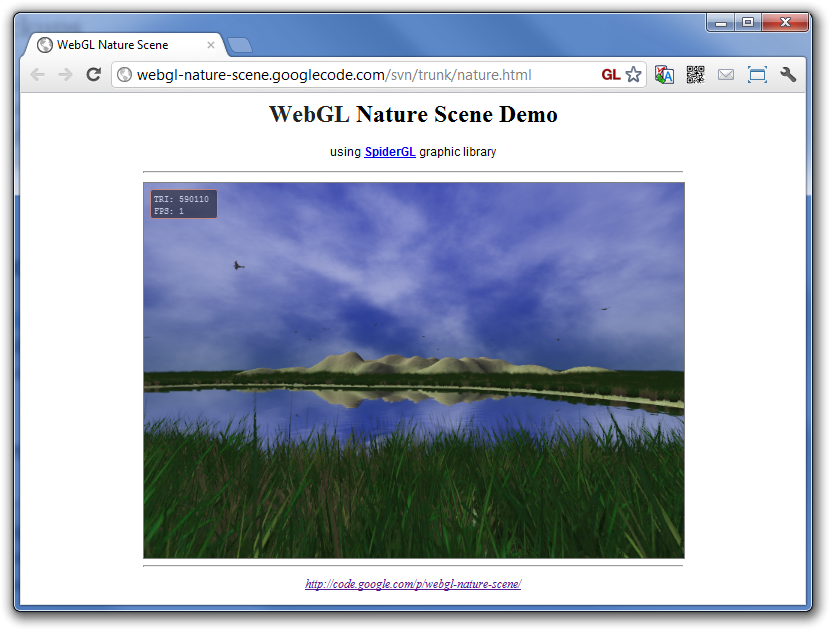 WebGL Nature Scene
webgl-nature-scene.googlecode.com/svn/trunk/nature.html GL
WebGL Nature Scene Demo
using SpiderGL graphic library
TRI: 590110
FPS: 1
http://code.google.com/p/webgl-nature-scene/